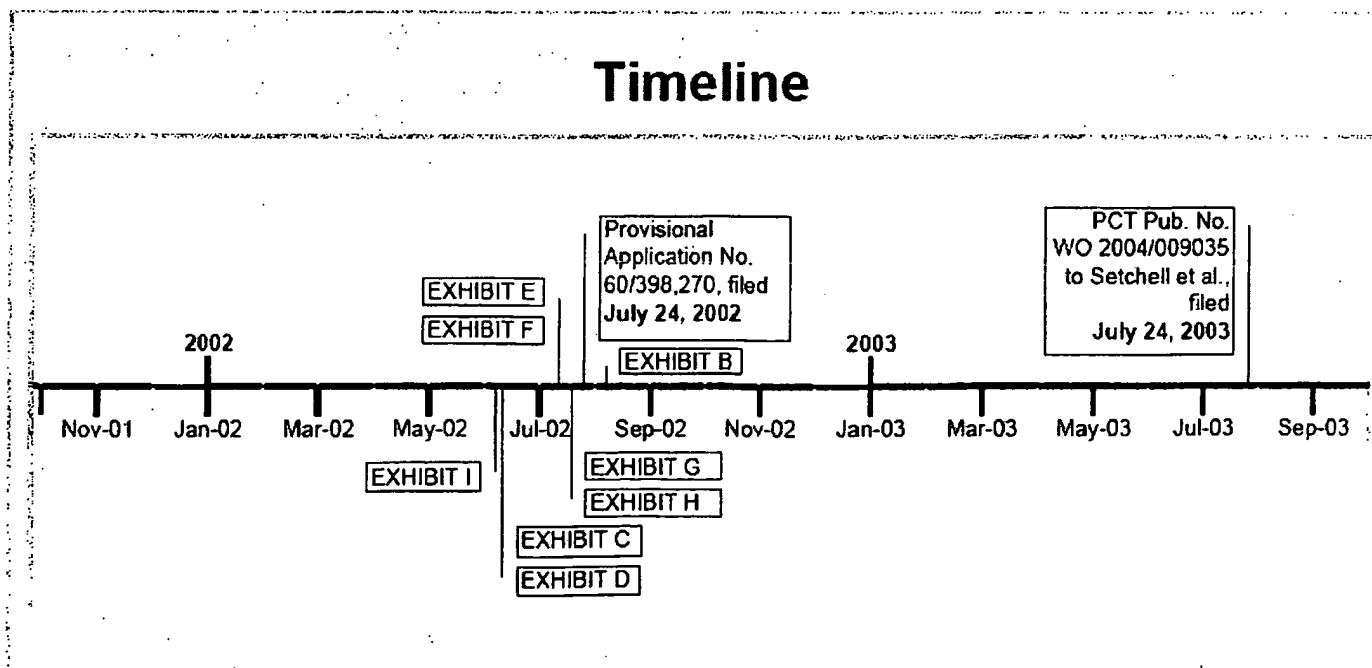 Timeline
Provisional
Application No.
60/398,270, filed
July 24, 2002
PCT Pub. No.
WO 2004/009035
to Setchell et al.,
filed
July 24, 2003
EXHIBIT E
EXHIBIT F
2002
EXHIBIT B
2003
Nov-01
Jan-02
Mar-02
May-02
Jul-02
Sep-02
Nov-02
Jan-03
Mar-03
May-03
Jul-03
Sep-03
EXHIBIT I
EXHIBIT G
EXHIBIT H
EXHIBIT C
EXHIBIT D